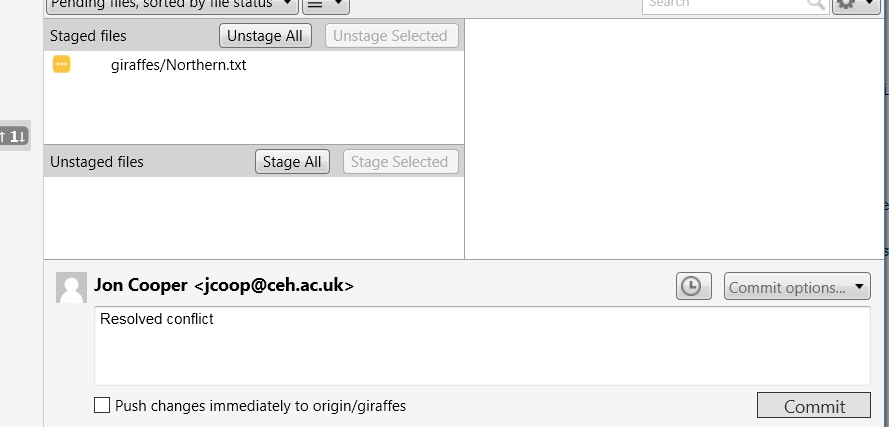 Pending files, sorted by file status
Search
Staged files
Unstage All
Unstage Selected
giraffes/Northern.txt
1
Unstaged files
Stage All
Stage Selected
Jon Cooper <jcoop@ceh.ac.uk>
Commit options...
Resolved conflict
Push changes immediately to origin/giraffes
Commit